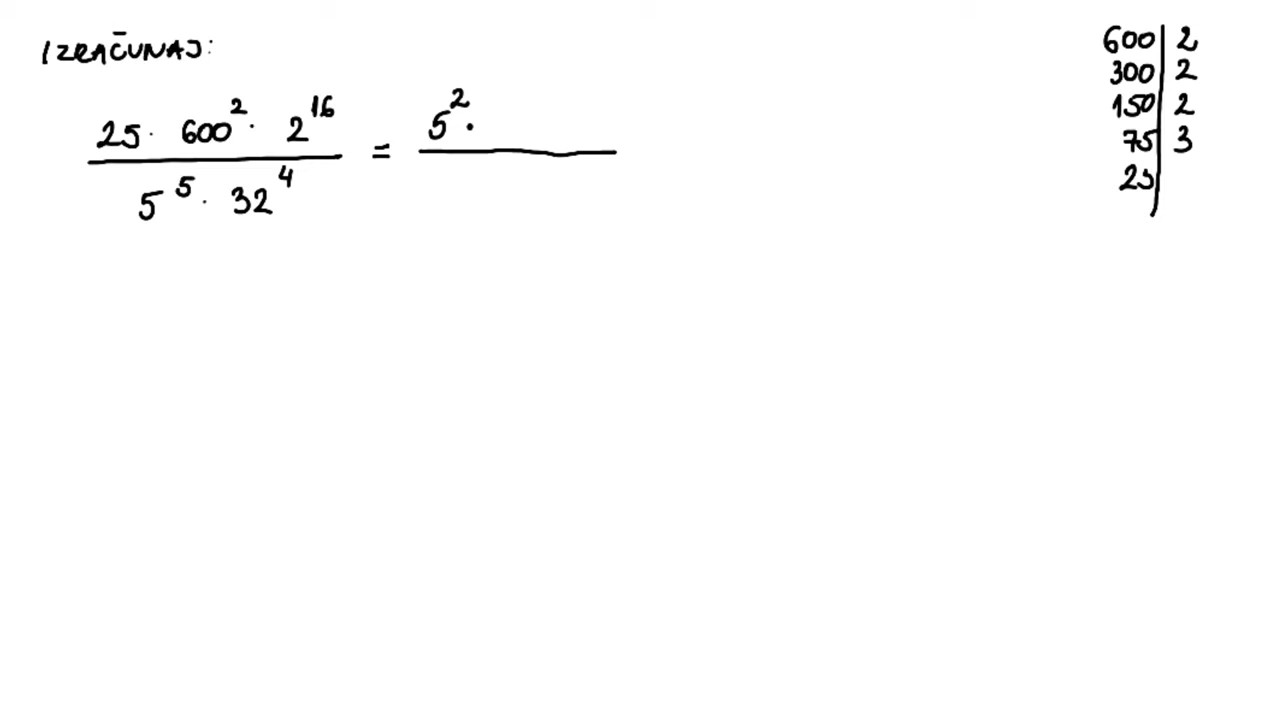 IZRAČUNAJ:
25 · 600² · 2¹⁶ / 5⁵ · 32⁴ = 5² ·
600 | 2
300 | 2
150 | 2
75 | 3
25 |